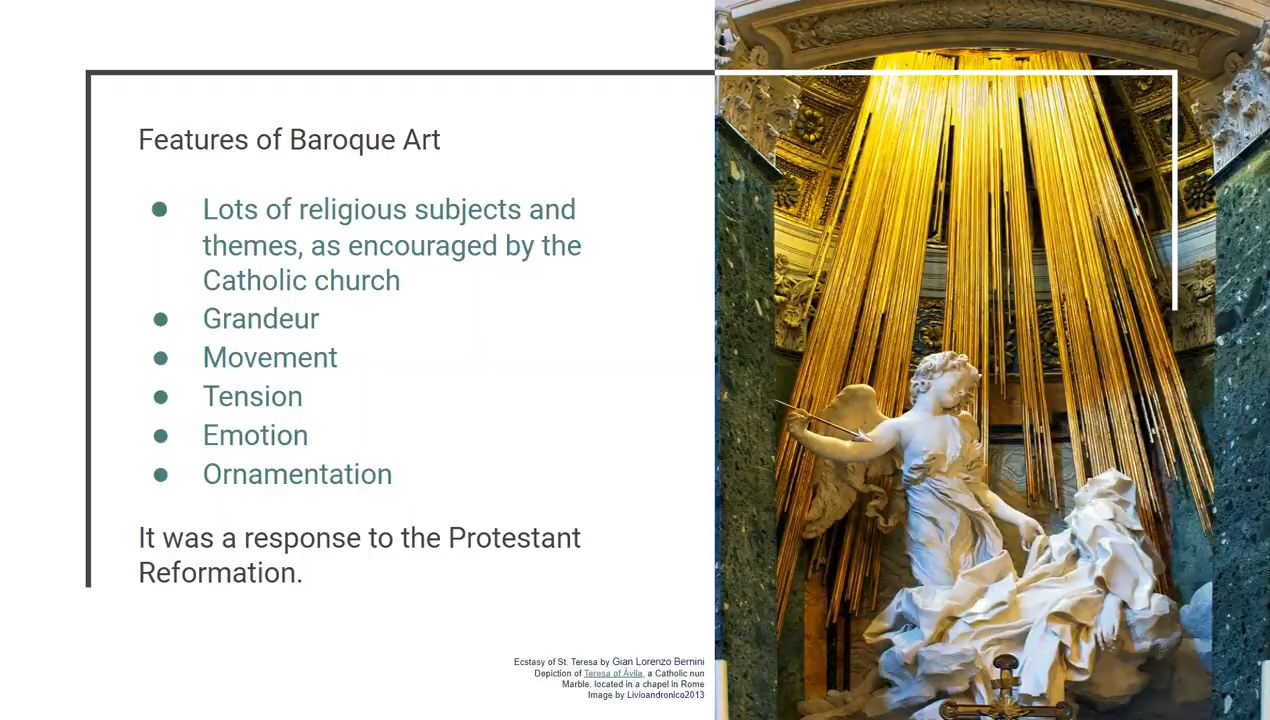 Features of Baroque Art
● Lots of religious subjects and
themes, as encouraged by the
Catholic church
● Grandeur
● Movement
● Tension
● Emotion
● Ornamentation
It was a response to the Protestant
Reformation.
Ecstasy of St. Teresa by Gian Lorenzo Bernini
Depiction of Teresa of Ávila, a Catholic nun
Marble, located in a chapel in Rome
Image by Livioandronico2013